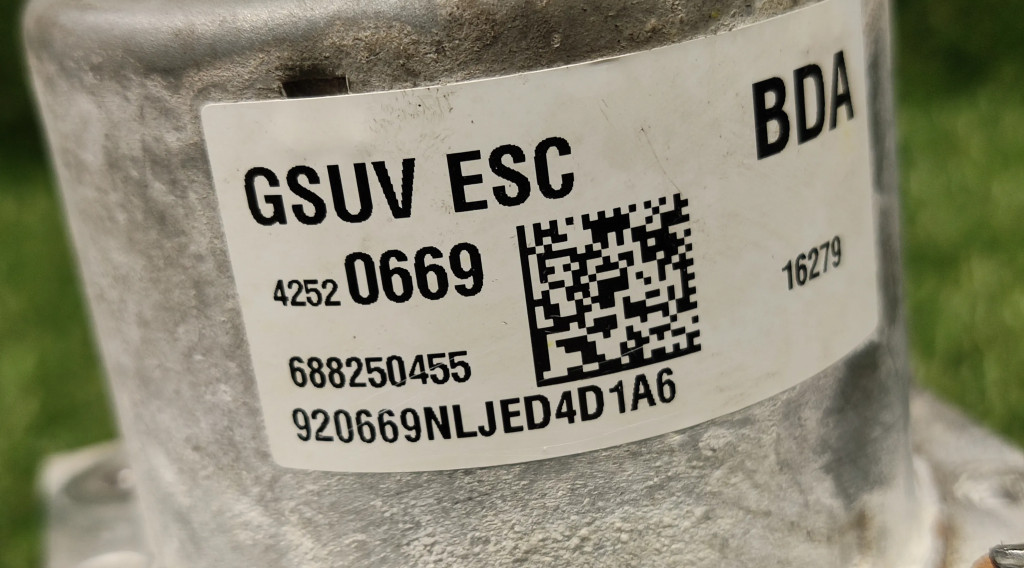 BDA
GSUV ESC
4252 0669
16279
688250455
920669NLJED4D1A6